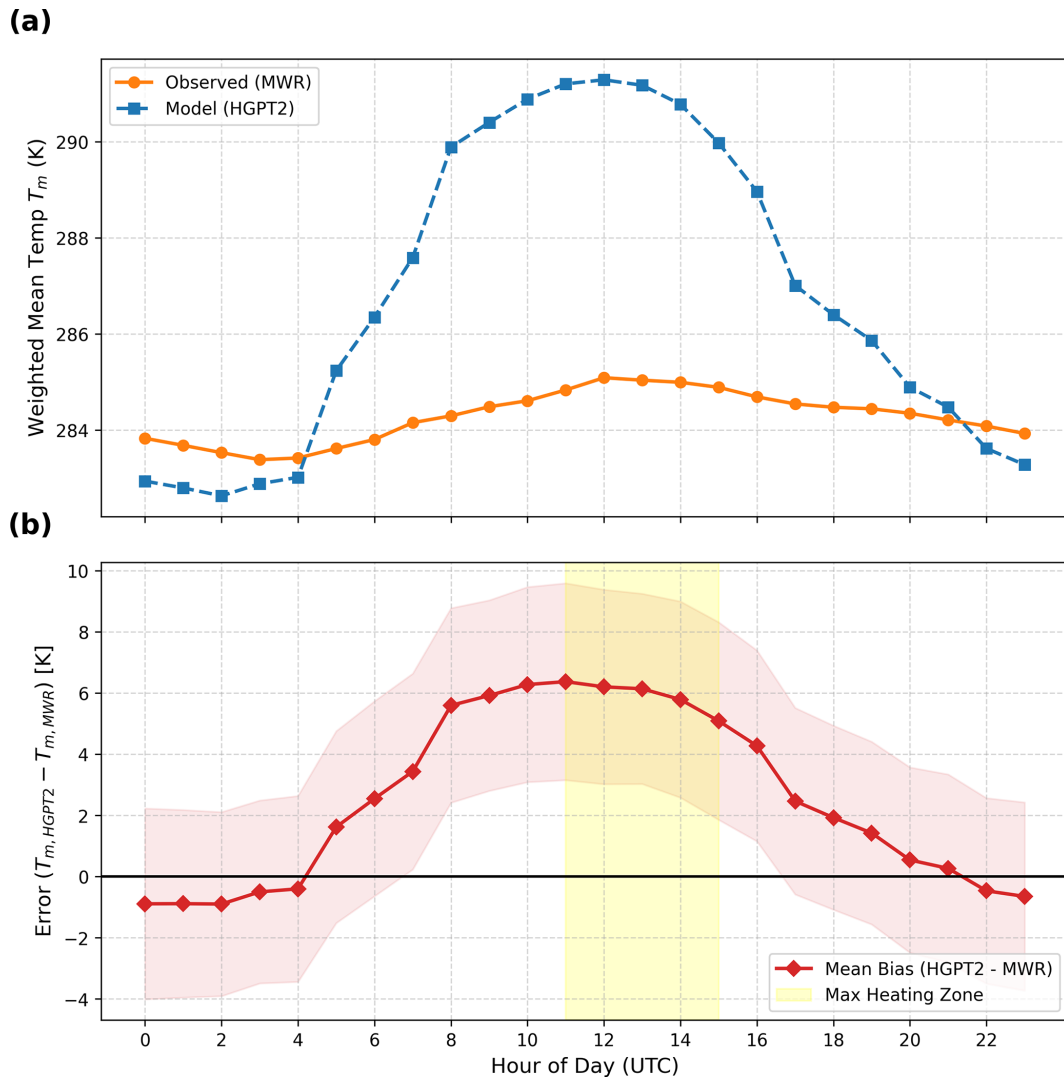 (a)
Observed (MWR)
Model (HGPT2)
Weighted Mean Temp $T_m$ (K)
290
288
286
284
(b)
Error ($T_{m,HGPT2} - T_{m,MWR}$) [K]
10
8
6
4
2
0
−2
−4
Mean Bias (HGPT2 - MWR)
Max Heating Zone
0 2 4 6 8 10 12 14 16 18 20 22
Hour of Day (UTC)